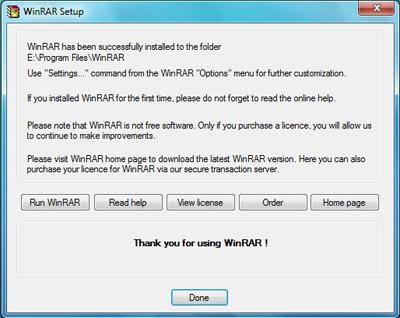 WinRAR Setup
WinRAR has been successfully installed to the folder
E:\Program Files\WinRAR
Use "Settings..." command from the WinRAR "Options" menu for further customization.
If you installed WinRAR for the first time, please do not forget to read the online help.
Please note that WinRAR is not free software. Only if you purchase a licence, you will allow us
to continue to make improvements.
Please visit WinRAR home page to download the latest WinRAR version. Here you can also
purchase your licence for WinRAR via our secure transaction server.
Run WinRAR Read help View license Order Home page
Thank you for using WinRAR !
Done